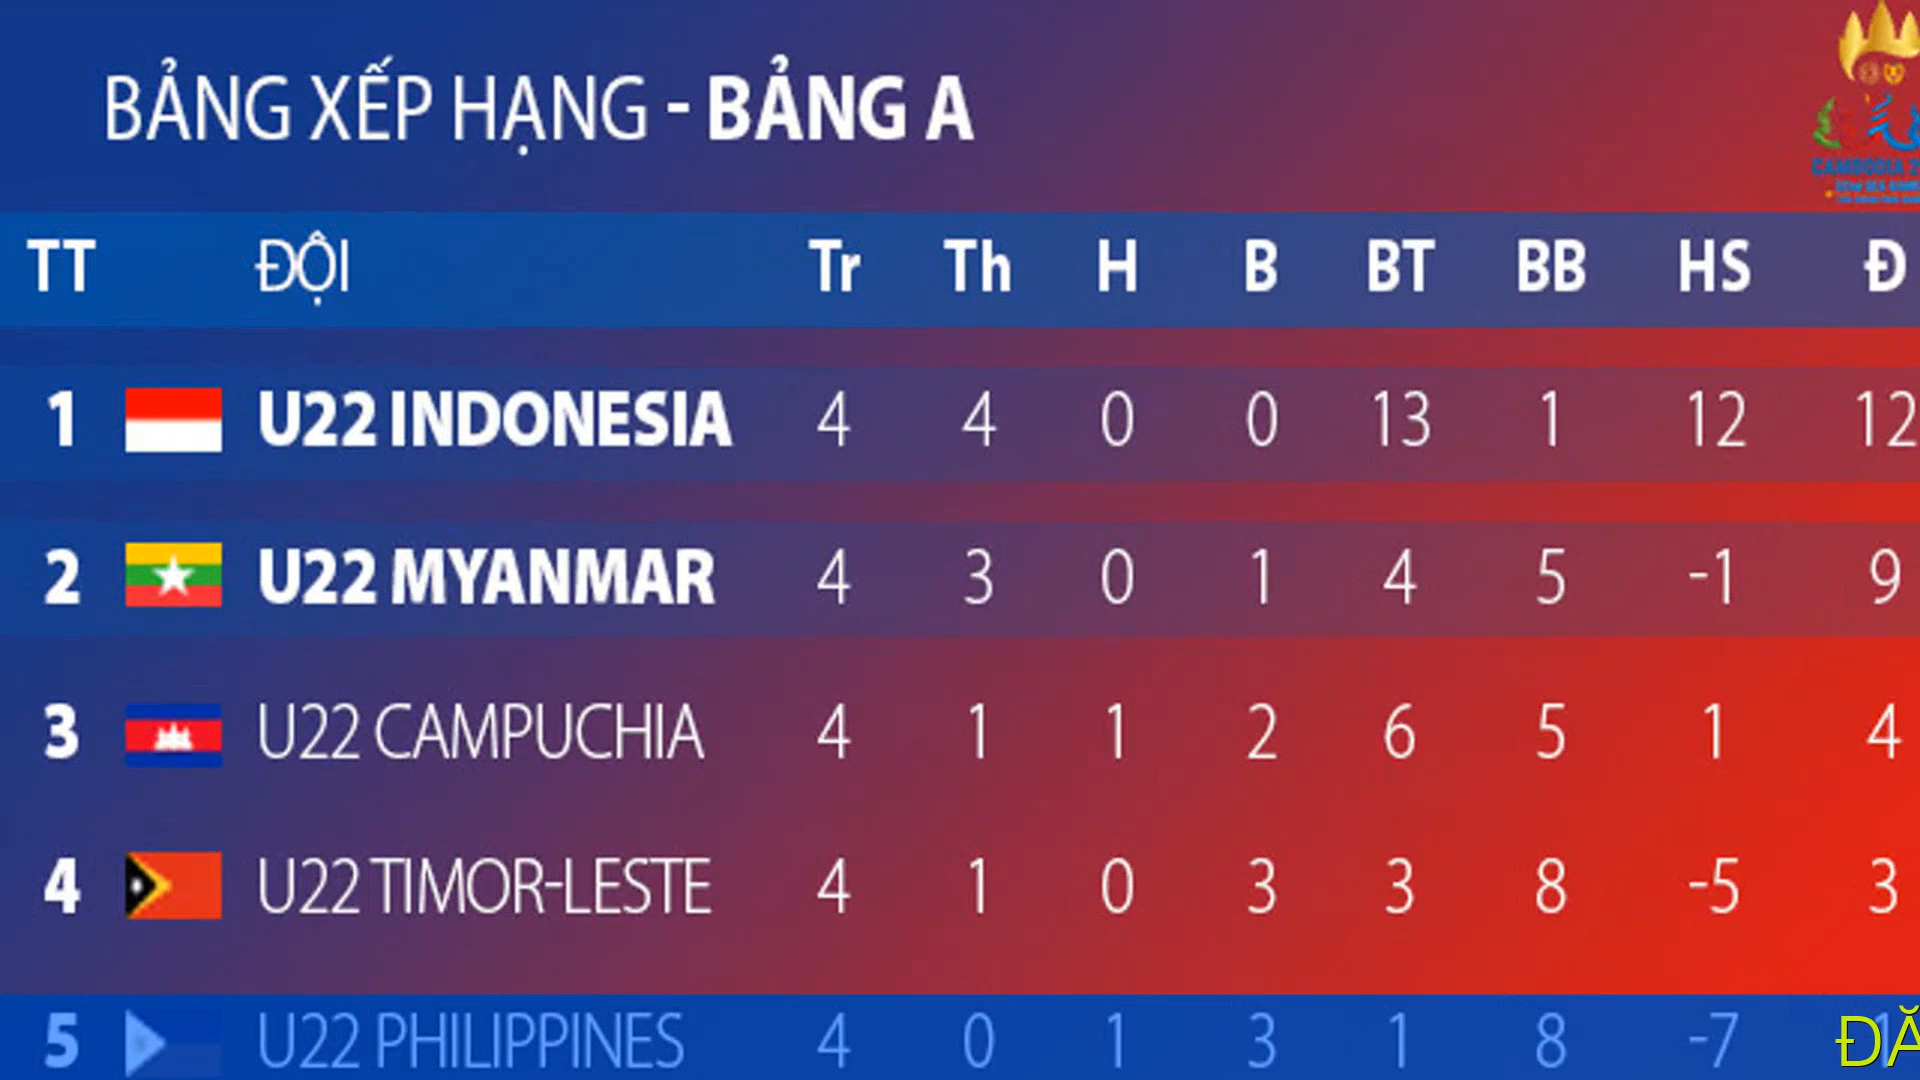 BẢNG XẾP HẠNG - BẢNG A
TT ĐỘI Tr Th H B BT BB HS Đ
1 U22 INDONESIA 4 4 0 0 13 1 12 12
2 U22 MYANMAR 4 3 0 1 4 5 -1 9
3 U22 CAMPUCHIA 4 1 1 2 6 5 1 4
4 U22 TIMOR-LESTE 4 1 0 3 3 8 -5 3
5 U22 PHILIPPINES 4 0 1 3 1 8 -7 1
CAMBODIA